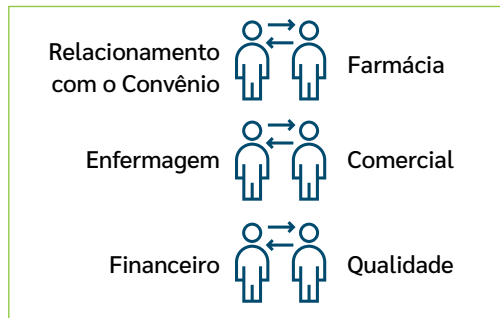 Relacionamento
com o Convênio
Farmácia
Enfermagem
Comercial
Financeiro
Qualidade